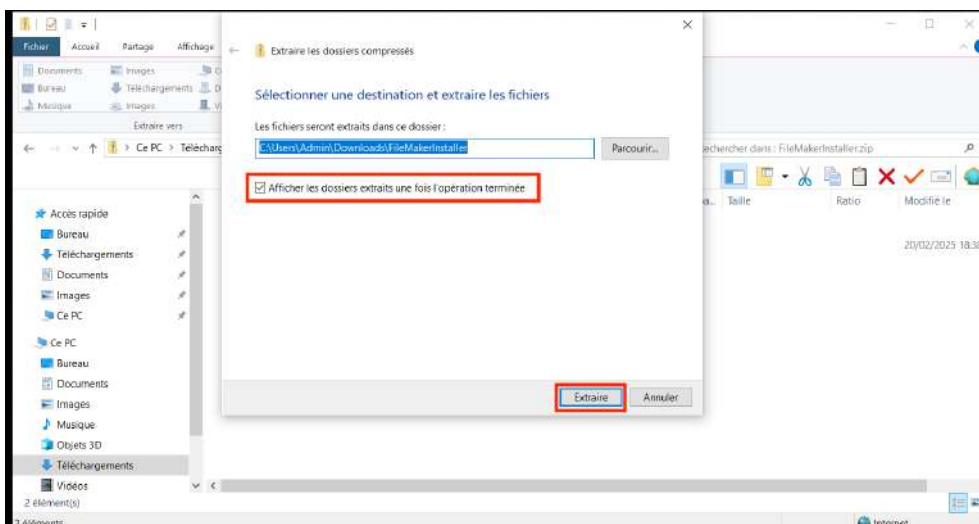 Fichier Accueil Partage Affichage
Documents Images
Bureau Téléchargements
Musique Images
Extraire vers
Ce PC > Télécharg
Rechercher dans : FileMakerInstaller.zip
Extraire les dossiers compressés
Sélectionner une destination et extraire les fichiers
Les fichiers seront extraits dans ce dossier :
C:\Users\Admin\Downloads\FileMakerInstaller
Parcourir...
Afficher les dossiers extraits une fois l'opération terminée
Extraire Annuler
Taille Ratio Modifié le
20/02/2025 18:38
Accès rapide
Bureau
Téléchargements
Documents
Images
Ce PC
Ce PC
Bureau
Documents
Images
Musique
Objets 3D
Téléchargements
Vidéos
2 élément(s)
2 éléments
Internet